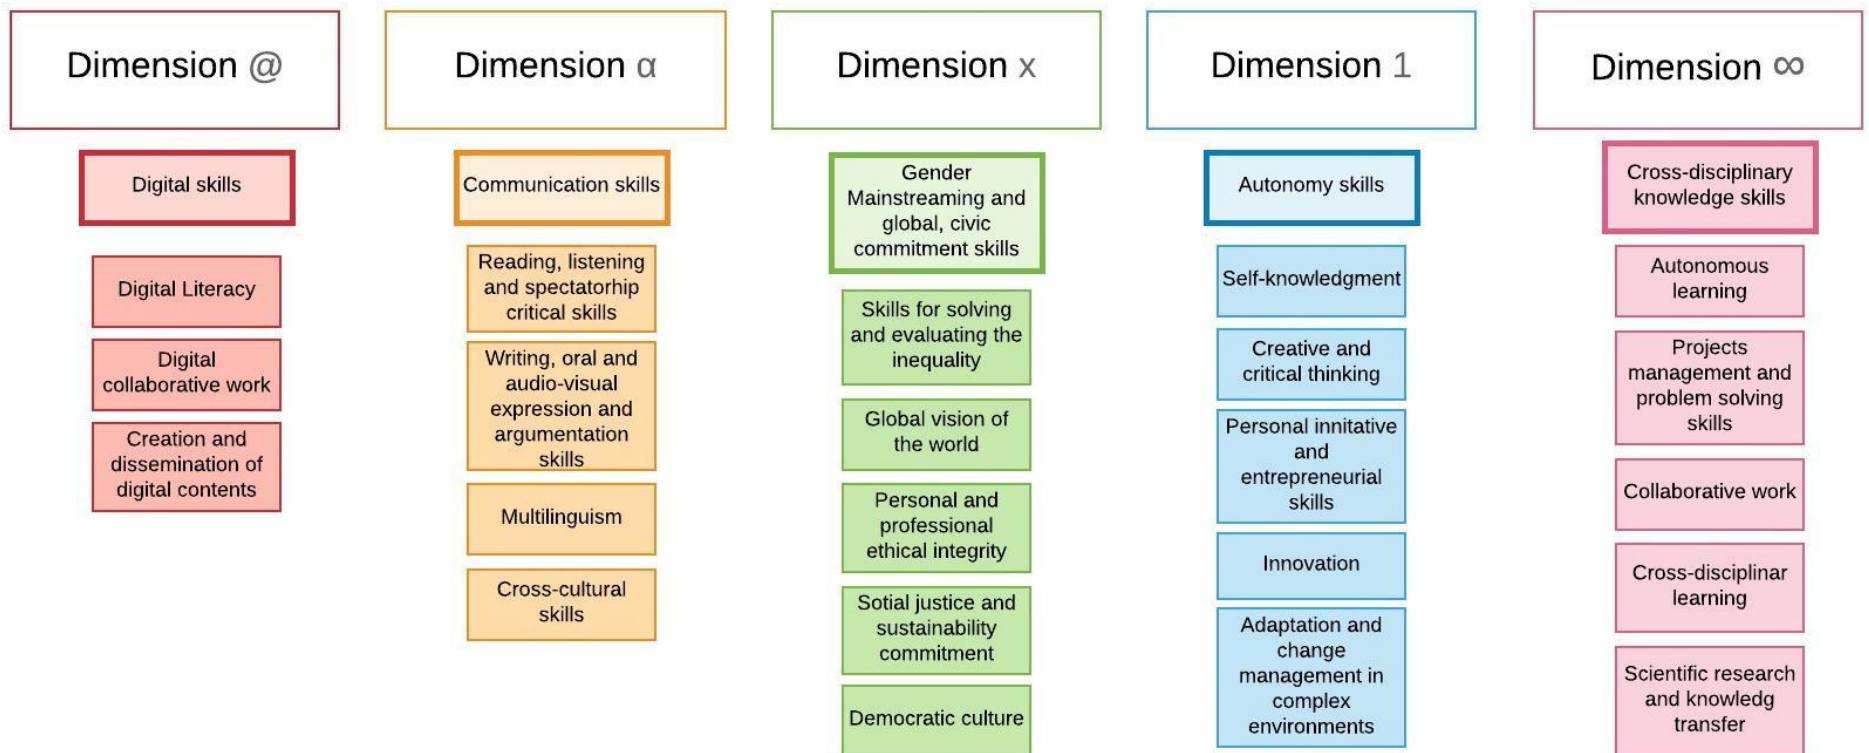 Dimension @
Digital skills
Digital Literacy
Digital
collaborative work
Creation and
dissemination of
digital contents
Dimension α
Communication skills
Reading, listening
and spectatorhip
critical skills
Writing, oral and
audio-visual
expression and
argumentation
skills
Multilinguism
Cross-cultural
skills
Dimension x
Gender
Mainstreaming and
global, civic
commitment skills
Skills for solving
and evaluating the
inequality
Global vision of
the world
Personal and
professional
ethical integrity
Sotial justice and
sustainability
commitment
Democratic culture
Dimension 1
Autonomy skills
Self-knowledgment
Creative and
critical thinking
Personal innitative
and
entrepreneurial
skills
Innovation
Adaptation and
change
management in
complex
environments
Dimension ∞
Cross-disciplinary
knowledge skills
Autonomous
learning
Projects
management and
problem solving
skills
Collaborative work
Cross-disciplinar
learning
Scientific research
and knowledg
transfer